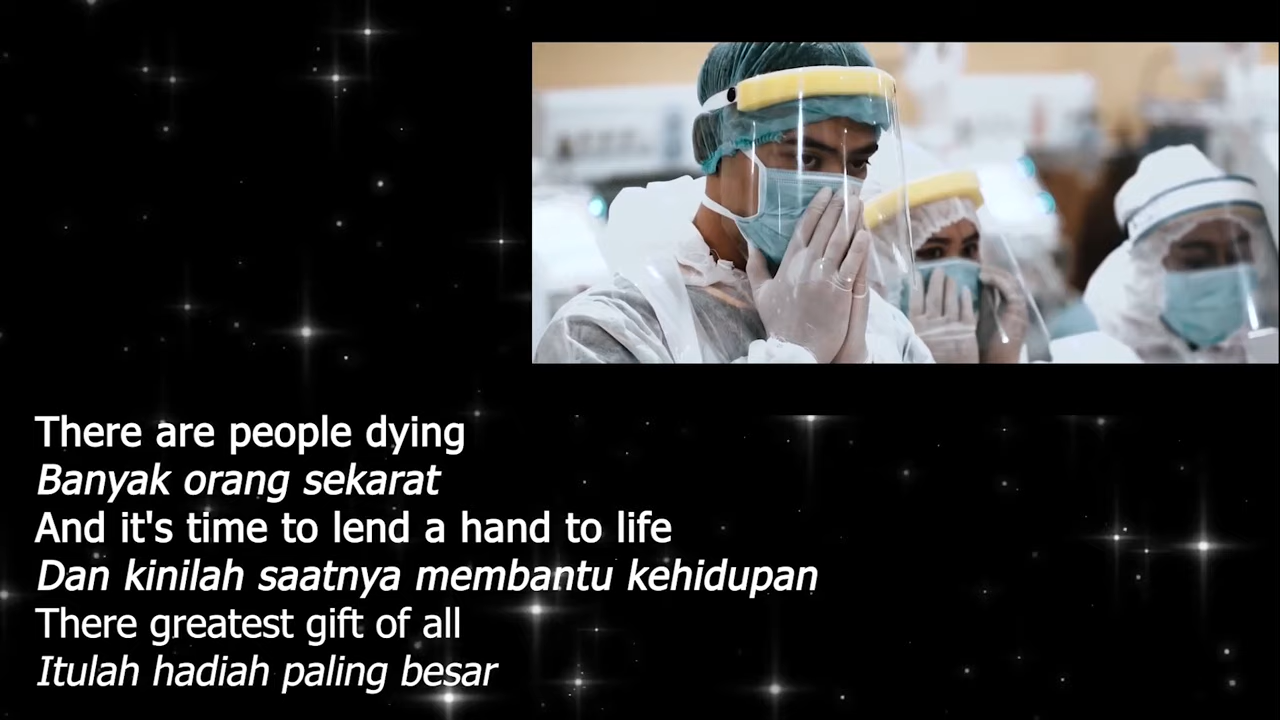 There are people dying
Banyak orang sekarat
And it's time to lend a hand to life
Dan kinilah saatnya membantu kehidupan
There greatest gift of all
Itulah hadiah paling besar